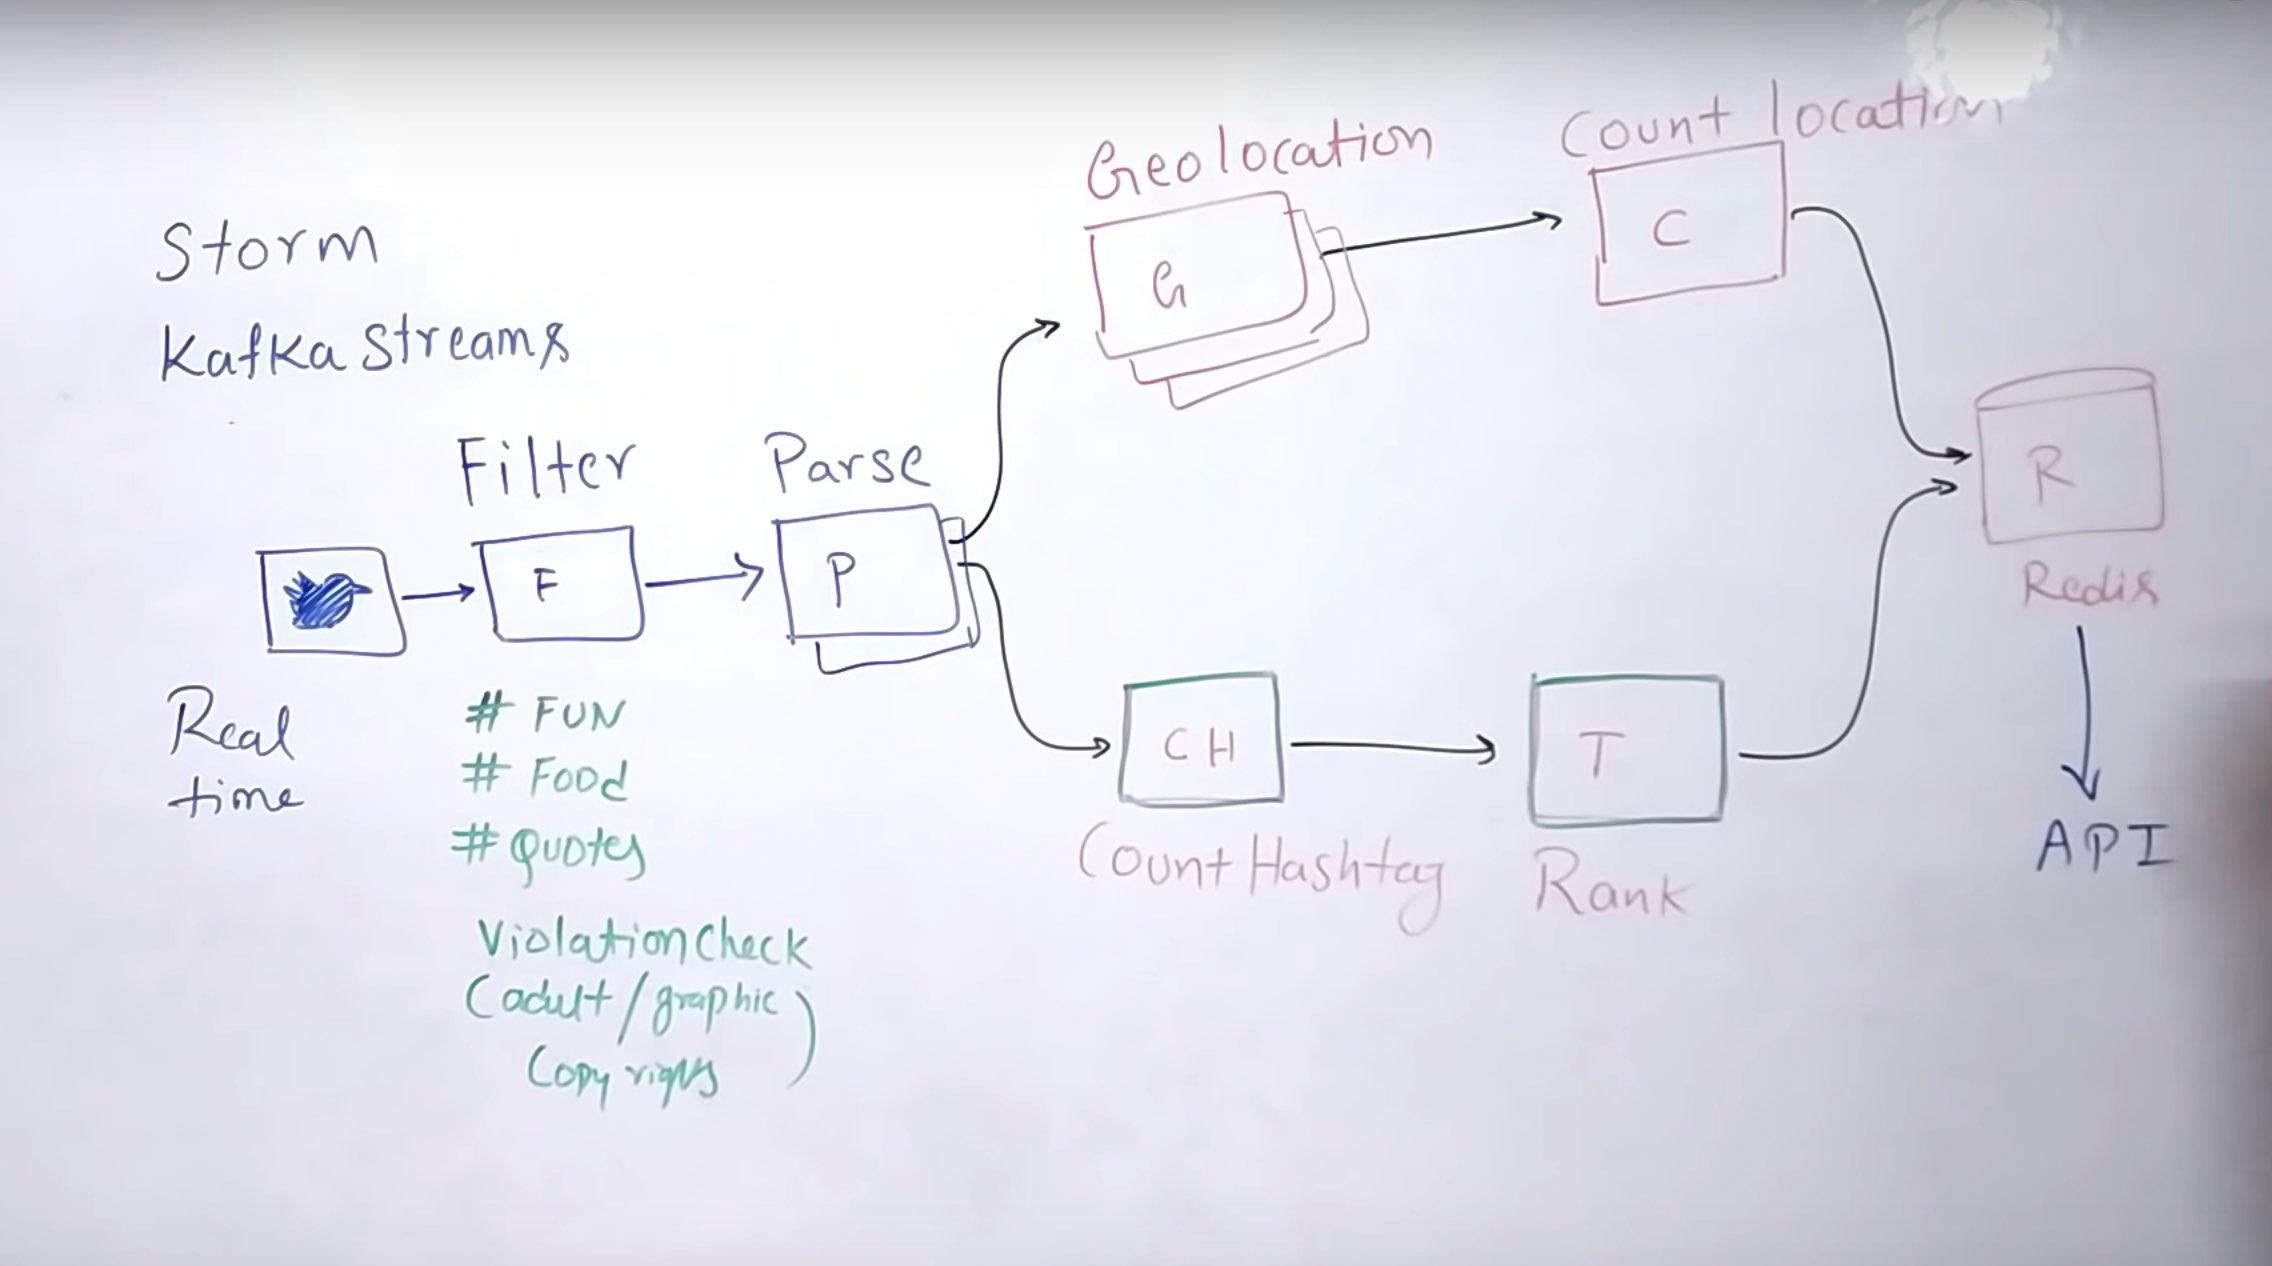 Storm
Kafka Streams
Real
time
Filter
F
# FUN
# Food
# Quotes
Violation Check
(adult/graphic
Copy rights)
Parse
P
Geolocation
G
Count location
C
CH
Count Hashtag
T
Rank
R
Redis
API